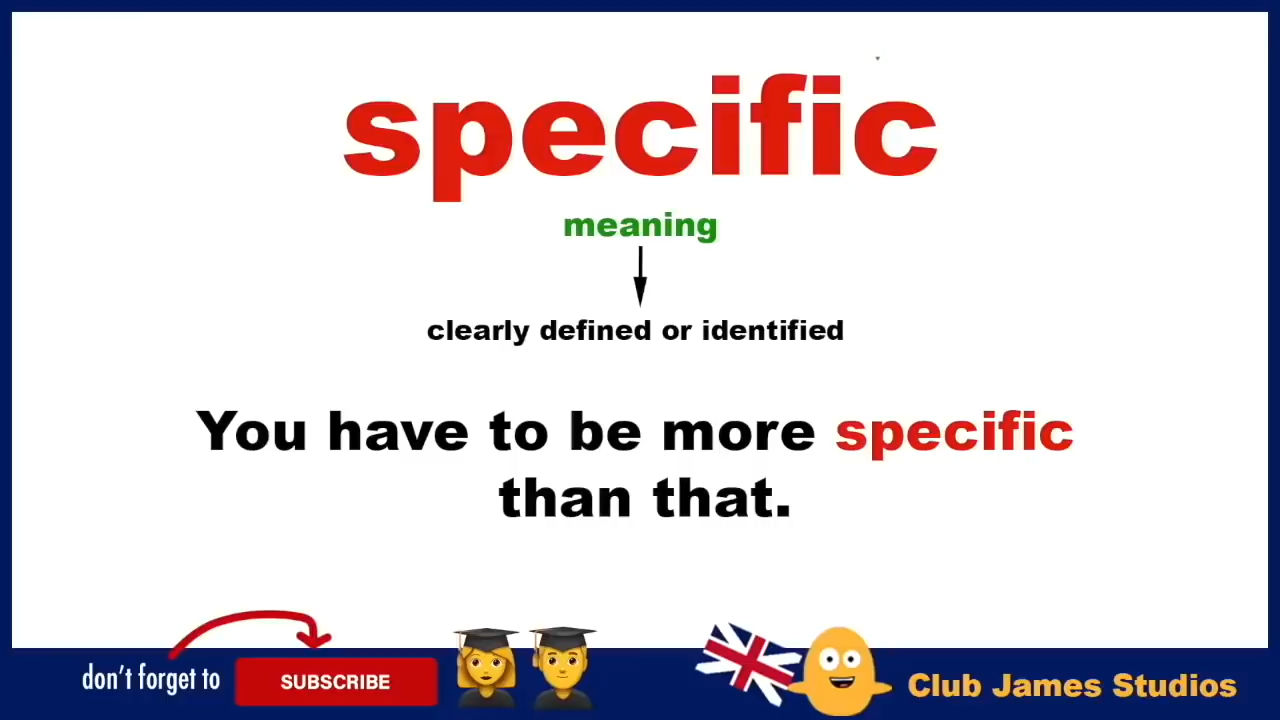 specific
meaning
clearly defined or identified
You have to be more specific
than that.
don't forget to
SUBSCRIBE
Club James Studios